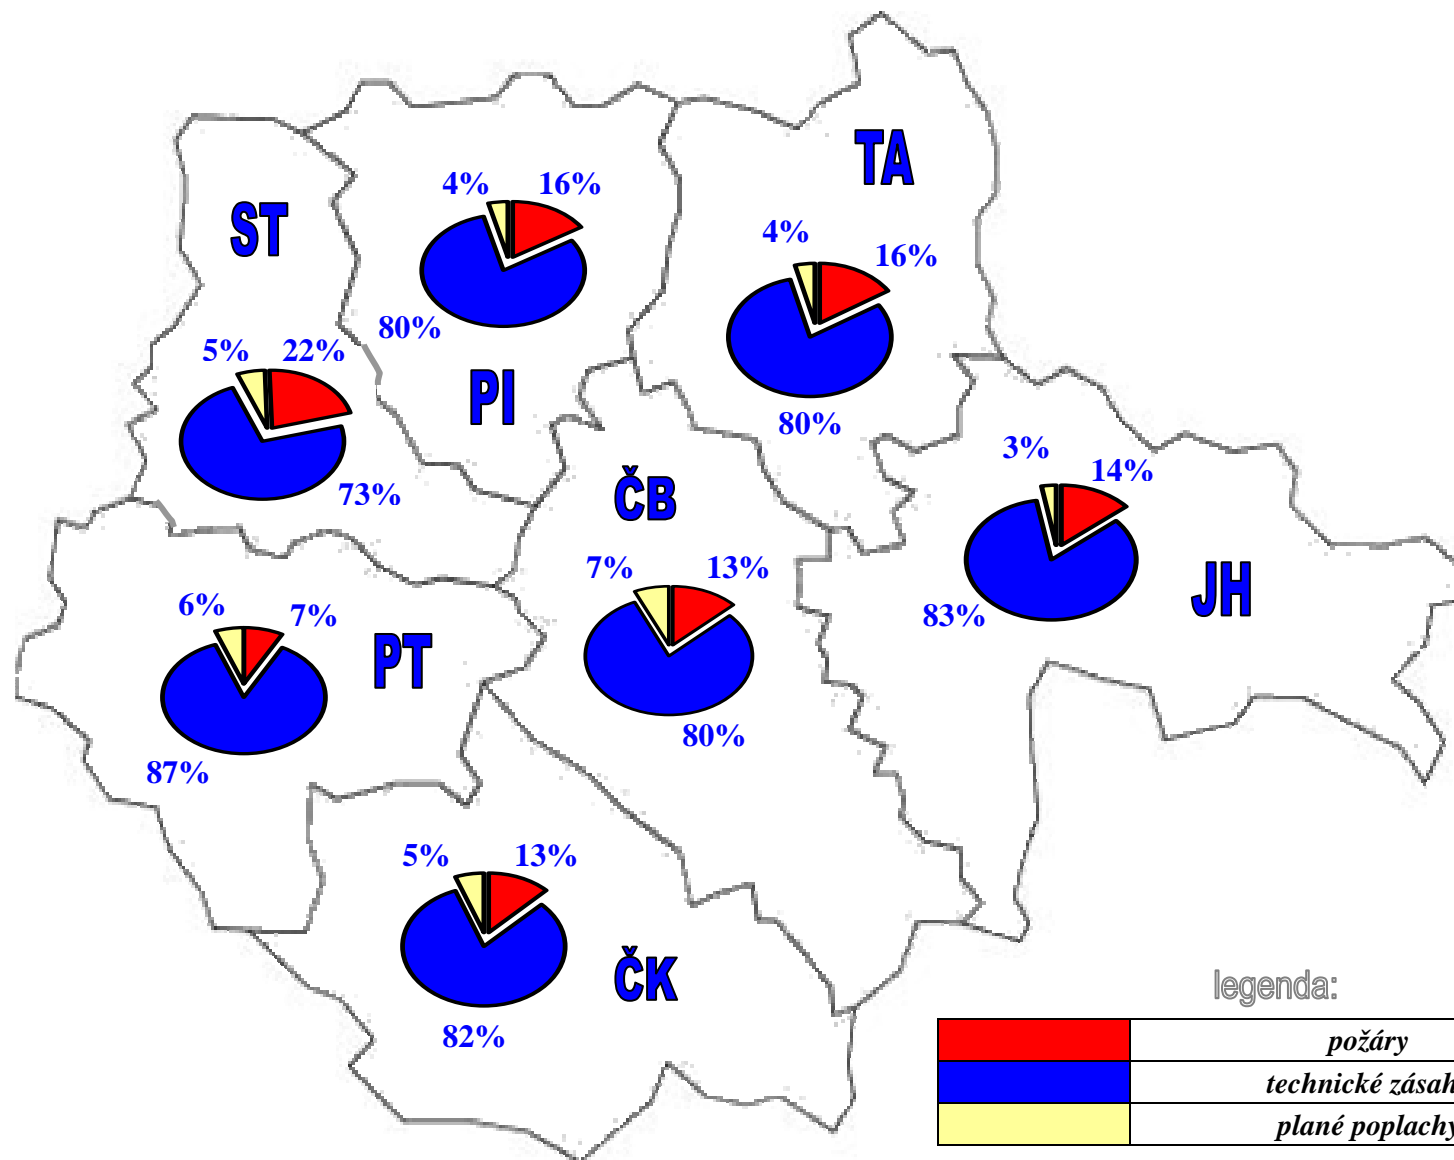 TA
4% 16%
ST
4% 16%
80%
5% 22%
PI
80%
3% 14%
73%
ČB
7% 13%
JH
83%
6% 7%
PT
80%
87%
5% 13%
ČK
82%
legenda:
požáry
technické zásah
plané poplachy